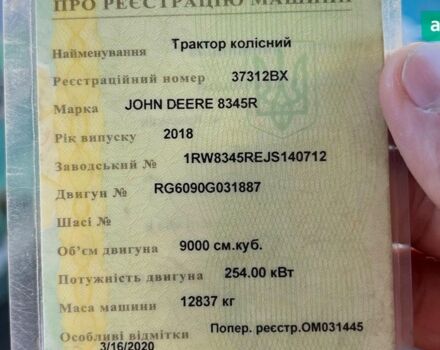 ПРО РЕЄСТРАЦІЮ МАШИНИ
Найменування Трактор колісний
Реєстраційний номер 37312ВХ
Марка JOHN DEERE 8345R
Рік випуску 2018
Заводський № 1RW8345REJS140712
Двигун № RG6090G031887
Шасі №
Об'єм двигуна 9000 см.куб.
Потужність двигуна 254.00 кВт
Маса машини 12837 кг
Особливі відмітки Попер. реєстр.ОМ031445
3/16/2020